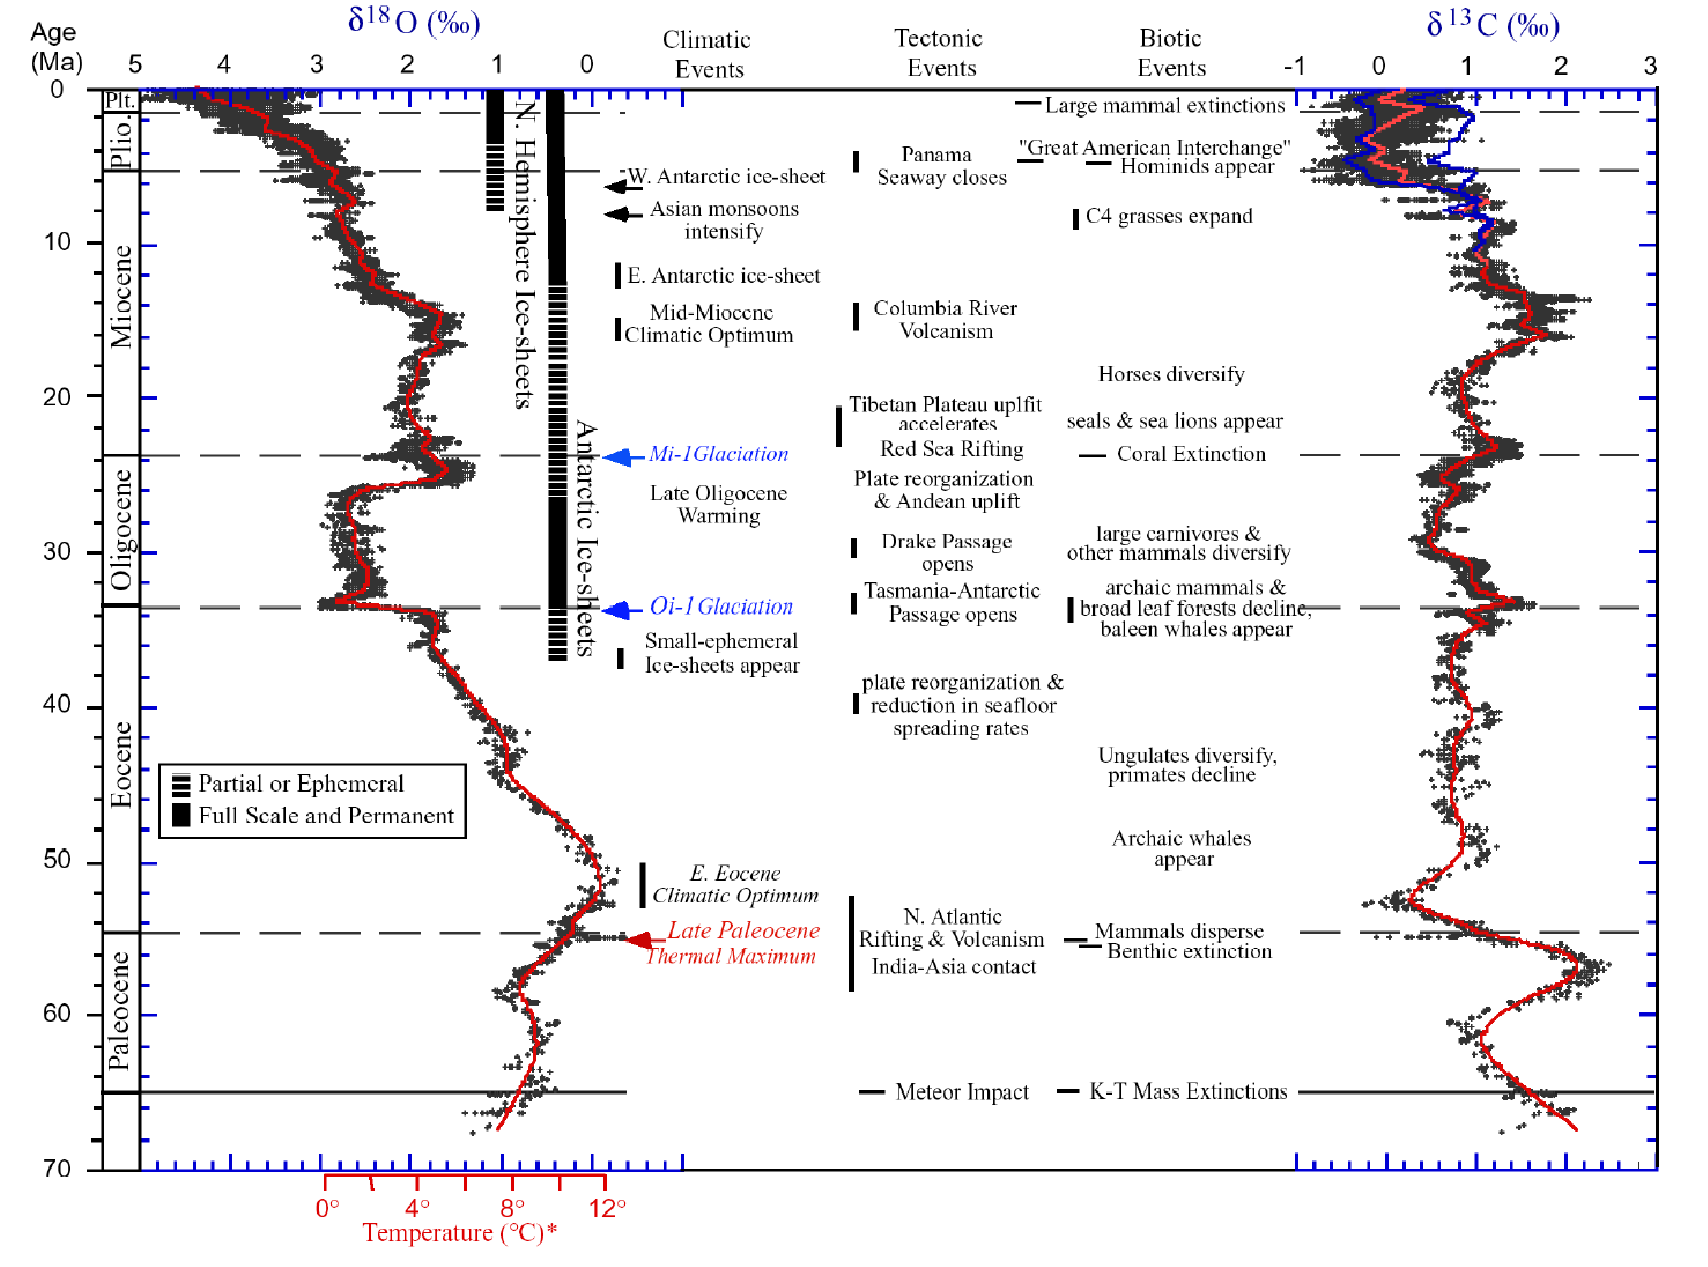 δ18O (‰)
δ13C (‰)
Age
(Ma)
Climatic
Events
Tectonic
Events
Biotic
Events
5 4 3 2 1 0
-1 0 1 2 3
0
10
20
30
40
50
60
70
Plt.
Plio.
Miocene
Oligocene
Eocene
Paleocene
N. Hemisphere Ice-sheets
Antarctic Ice-sheets
W. Antarctic ice-sheet
Asian monsoons
intensify
E. Antarctic ice-sheet
Mid-Miocene
Climatic Optimum
Mi-1Glaciation
Late Oligocene
Warming
Oi-1Glaciation
Small-ephemeral
Ice-sheets appear
E. Eocene
Climatic Optimum
Late Paleocene
Thermal Maximum
Panama
Seaway closes
Columbia River
Volcanism
Tibetan Plateau uplfit
accelerates
Red Sea Rifting
Plate reorganization
& Andean uplift
Drake Passage
opens
Tasmania-Antarctic
Passage opens
plate reorganization &
reduction in seafloor
spreading rates
N. Atlantic
Rifting & Volcanism
India-Asia contact
Meteor Impact
Large mammal extinctions
"Great American Interchange"
Hominids appear
C4 grasses expand
Horses diversify
seals & sea lions appear
Coral Extinction
large carnivores &
other mammals diversify
archaic mammals &
broad leaf forests decline,
baleen whales appear
Ungulates diversify,
primates decline
Archaic whales
appear
Mammals disperse
Benthic extinction
K-T Mass Extinctions
Partial or Ephemeral
Full Scale and Permanent
0° 4° 8° 12°
Temperature (°C)*